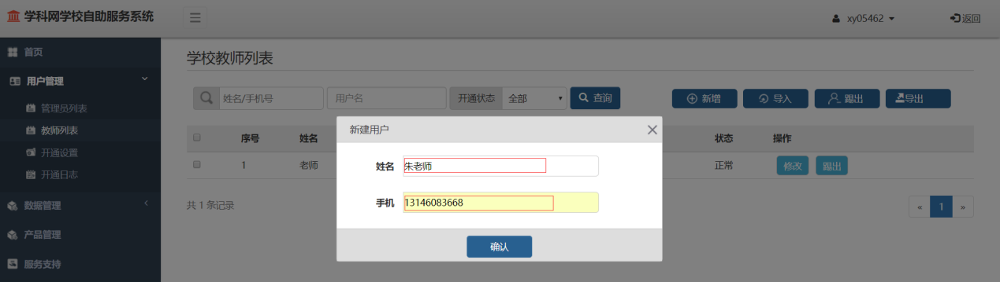 学科网学校自助服务系统
xy05462
返回
首页
用户管理
管理员列表
教师列表
开通设置
开通日志
数据管理
产品管理
服务支持
学校教师列表
姓名/手机号 用户名 开通状态 全部 查询 新增 导入 踢出 导出
序号 姓名 状态 操作
1 老师 正常 修改 踢出
共 1 条记录
« 1 »
新建用户
姓名 朱老师
手机 13146083668
确认